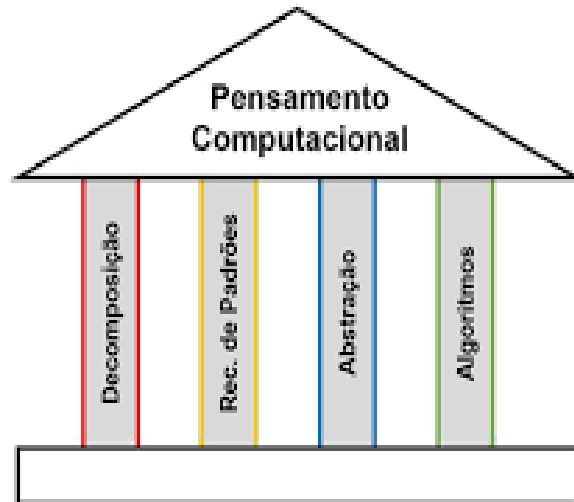 Pensamento
Computacional
Decomposição
Rec. de Padrões
Abstração
Algoritmos